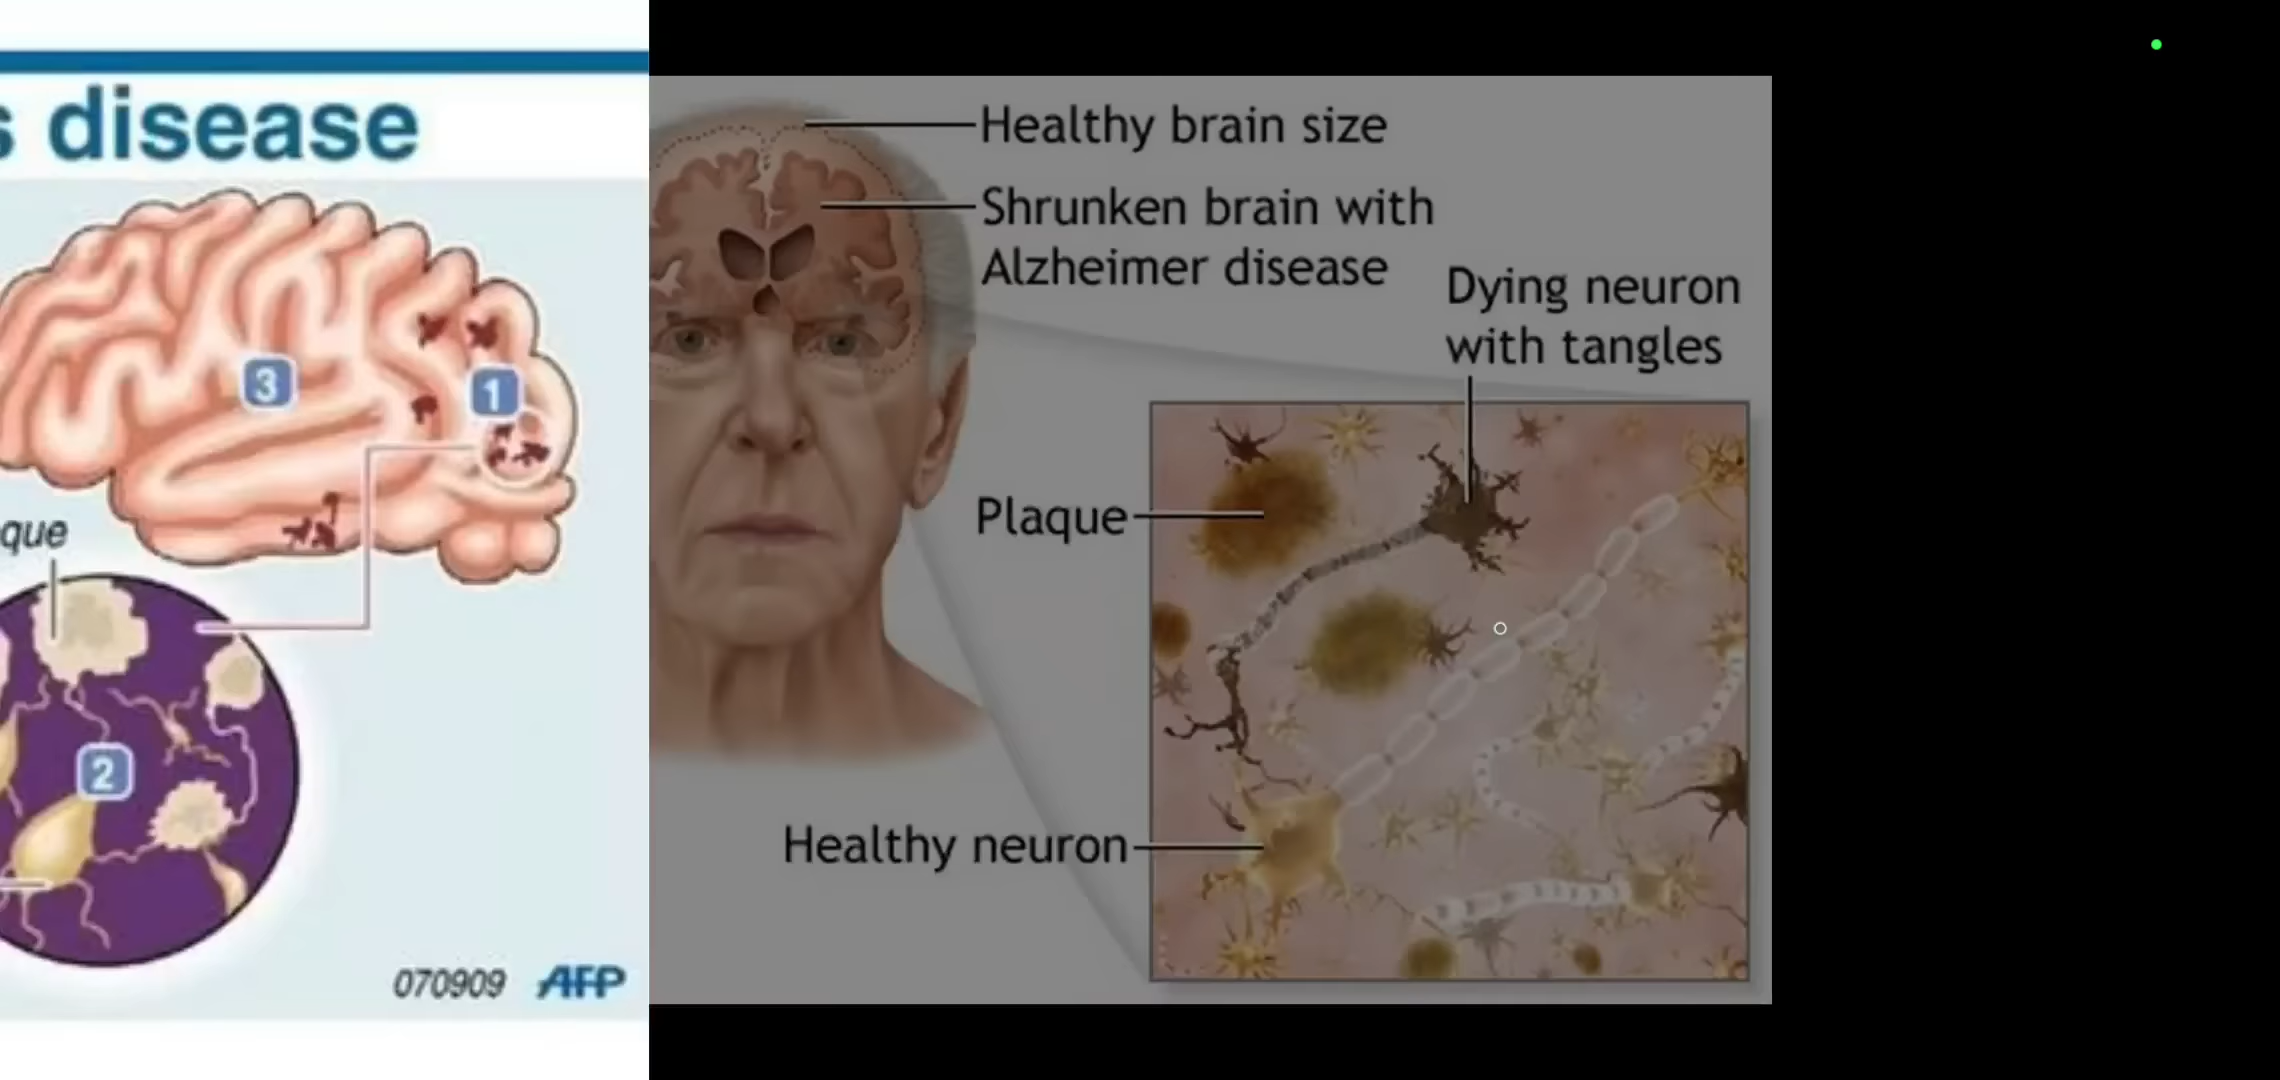 s disease
3
1
que
2
070909 AFP
Healthy brain size
Shrunken brain with
Alzheimer disease
Dying neuron
with tangles
Plaque
Healthy neuron